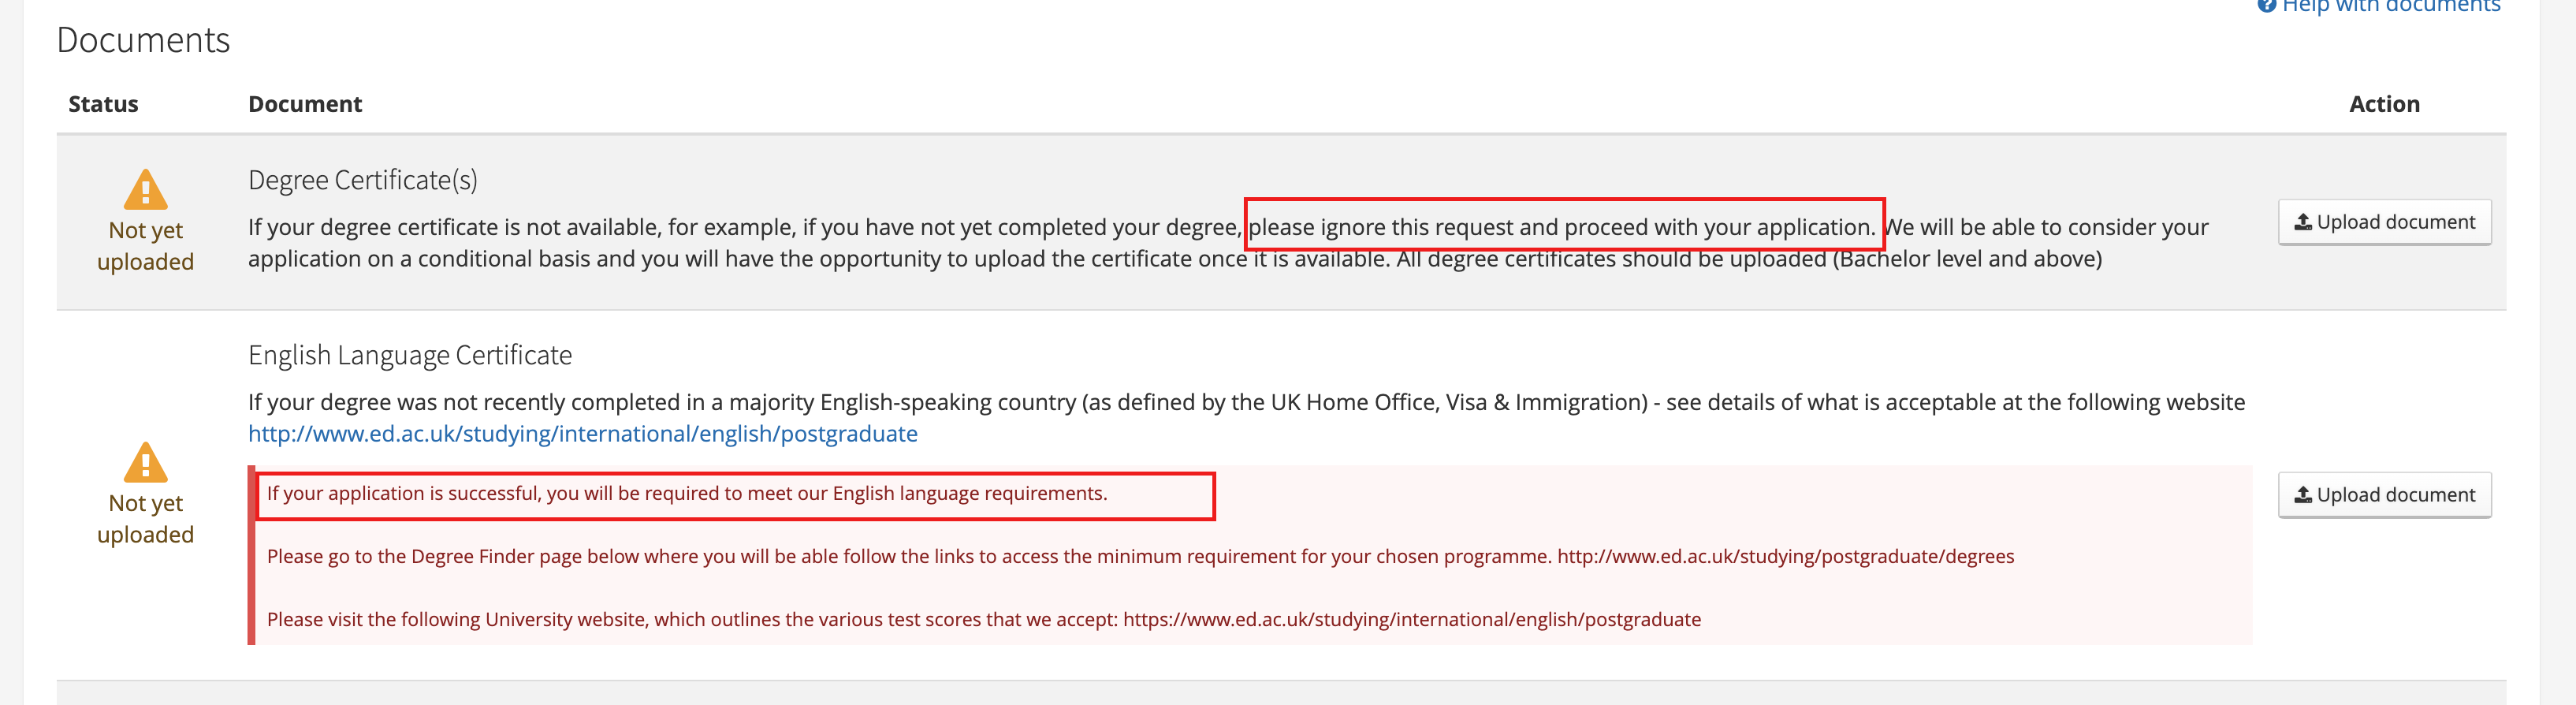 Help with documents
Documents
Status Document Action
Degree Certificate(s)
Not yet uploaded
If your degree certificate is not available, for example, if you have not yet completed your degree, please ignore this request and proceed with your application. We will be able to consider your
application on a conditional basis and you will have the opportunity to upload the certificate once it is available. All degree certificates should be uploaded (Bachelor level and above)
Upload document
English Language Certificate
If your degree was not recently completed in a majority English-speaking country (as defined by the UK Home Office, Visa & Immigration) - see details of what is acceptable at the following website
http://www.ed.ac.uk/studying/international/english/postgraduate
Not yet
uploaded
If your application is successful, you will be required to meet our English language requirements.
Please go to the Degree Finder page below where you will be able follow the links to access the minimum requirement for your chosen programme. http://www.ed.ac.uk/studying/postgraduate/degrees
Please visit the following University website, which outlines the various test scores that we accept: https://www.ed.ac.uk/studying/international/english/postgraduate
Upload document